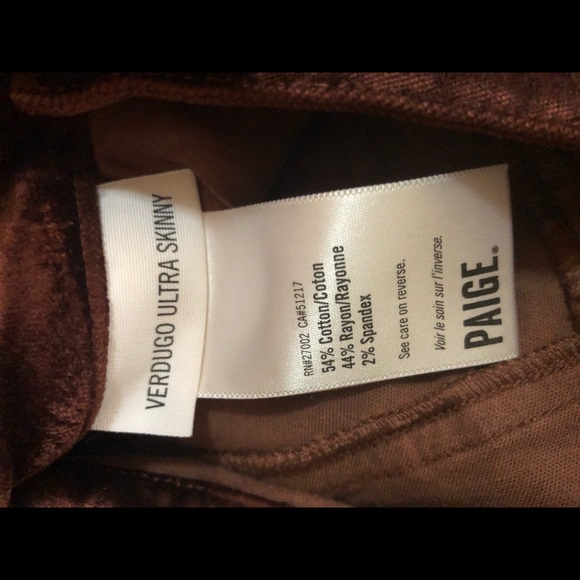 VERDUGO ULTRA SKINNY
RN#27002 CA#51217
54% Cotton/Coton
44% Rayon/Rayonne
2% Spandex
See care on reverse.
Voir le soin sur l'inverse.
PAIGE®